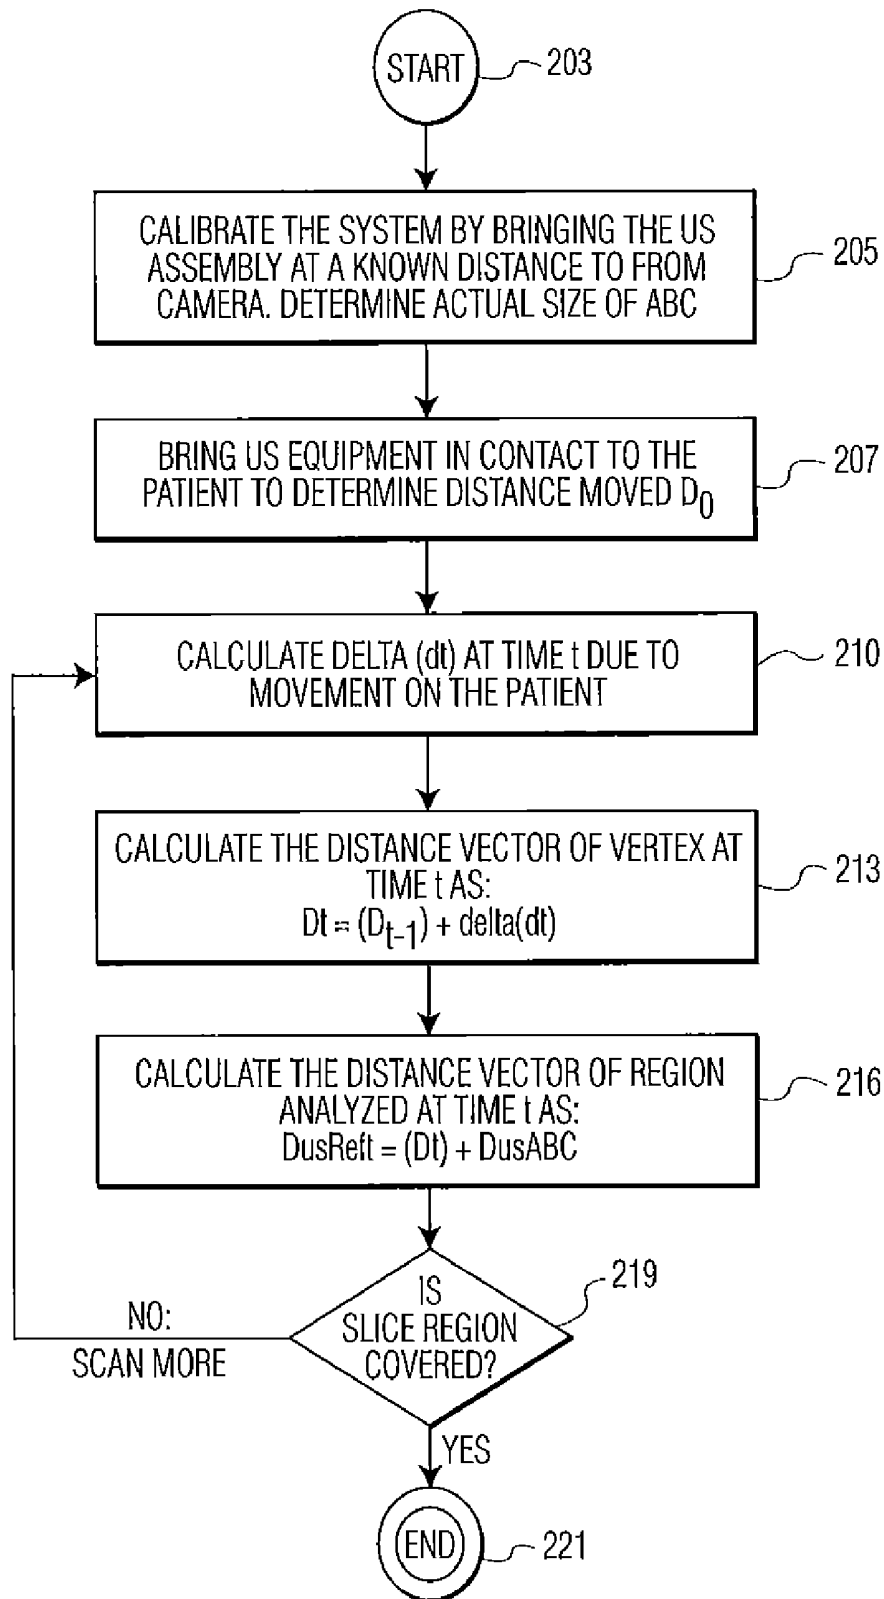 START
203
CALIBRATE THE SYSTEM BY BRINGING THE US
ASSEMBLY AT A KNOWN DISTANCE TO FROM
CAMERA. DETERMINE ACTUAL SIZE OF ABC
205
BRING US EQUIPMENT IN CONTACT TO THE
PATIENT TO DETERMINE DISTANCE MOVED D0
207
CALCULATE DELTA (dt) AT TIME t DUE TO
MOVEMENT ON THE PATIENT
210
CALCULATE THE DISTANCE VECTOR OF VERTEX AT
TIME t AS:
Dt = (Dt-1) + delta(dt)
213
CALCULATE THE DISTANCE VECTOR OF REGION
ANALYZED AT TIME t AS:
DusReft = (Dt) + DusABC
216
IS
SLICE REGION
COVERED?
219
NO:
SCAN MORE
YES
END
221